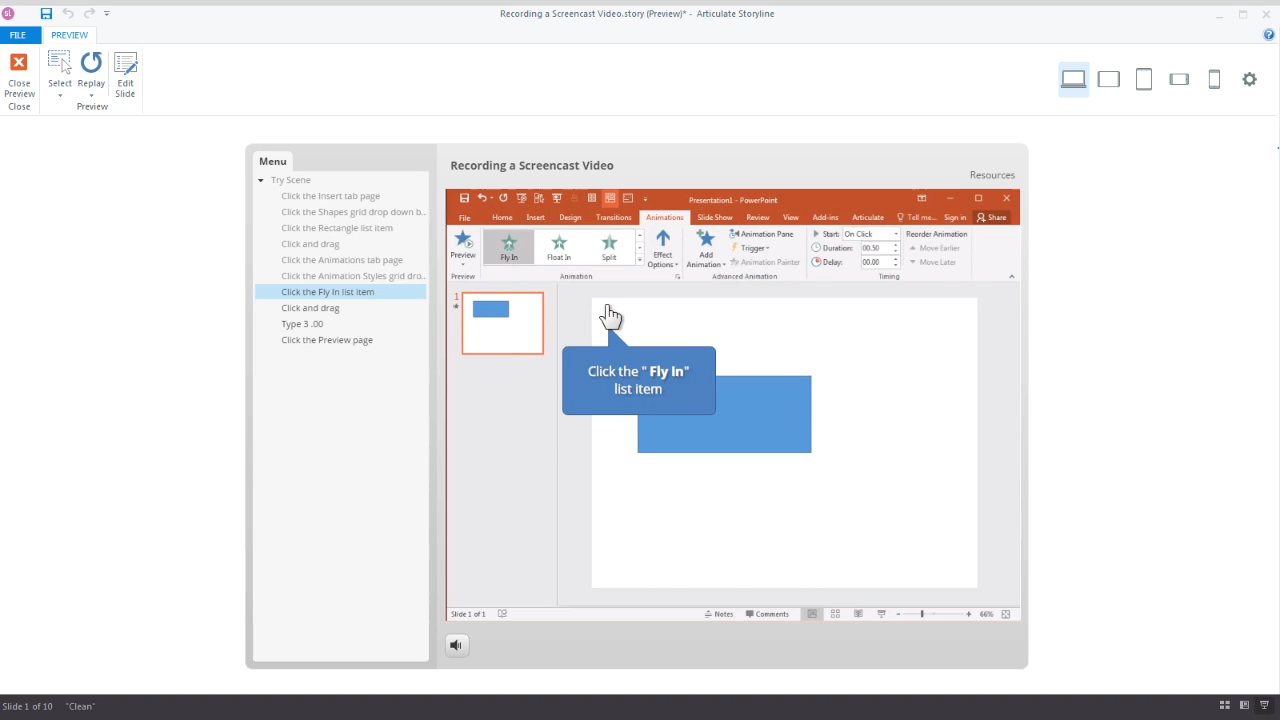 SL
Recording a Screencast Video.story (Preview)* - Articulate Storyline
FILE
PREVIEW
?
Close
Preview
Select
Replay
Edit
Slide
Close
Preview
Menu
Try Scene
Click the Insert tab page
Click the Shapes grid drop down b...
Click the Rectangle list item
Click and drag
Click the Animations tab page
Click the Animation Styles grid dro...
Click the Fly In list item
Click and drag
Type 3 .00
Click the Preview page
Recording a Screencast Video
Resources
Presentation1 - PowerPoint
File
Home
Insert
Design
Transitions
Animations
Slide Show
Review
View
Add-ins
Articulate
Tell me...
Sign in
Share
Preview
Fly In
Float In
Split
Effect
Options
Add
Animation
Animation Pane
Trigger
Animation Painter
Start:
On Click
Duration:
00.50
Delay:
00.00
Reorder Animation
Move Earlier
Move Later
Preview
Animation
Advanced Animation
Timing
1
Click the " Fly In"
list item
Slide 1 of 1
Notes
Comments
66%
Slide 1 of 10
"Clean"